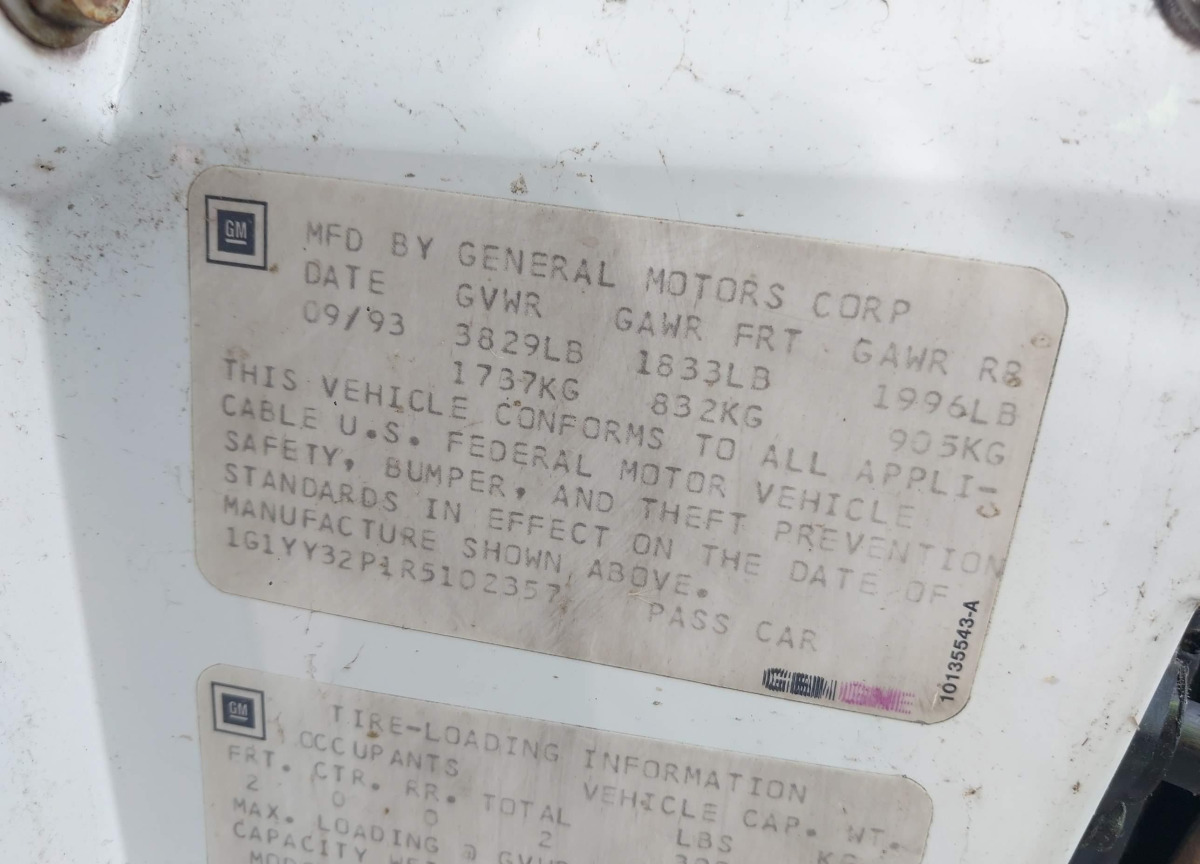 GM
MFD BY GENERAL MOTORS CORP
DATE GVWR GAWR FRT GAWR RR
09/93 3829LB 1833LB 1996LB
1737KG 832KG 905KG
THIS VEHICLE CONFORMS TO ALL APPLI-
CABLE U.S. FEDERAL MOTOR VEHICLE
SAFETY, BUMPER, AND THEFT PREVENTION
STANDARDS IN EFFECT ON THE DATE OF
MANUFACTURE SHOWN ABOVE.
1G1YY32P1R5102357 PASS CAR
10135543-A
GM
TIRE-LOADING INFORMATION
OCCUPANTS VEHICLE CAP. WT.
FRT. CTR. RR. TOTAL LBS
2 0 0 2
MAX. LOADING @ GVWR
CAPACITY